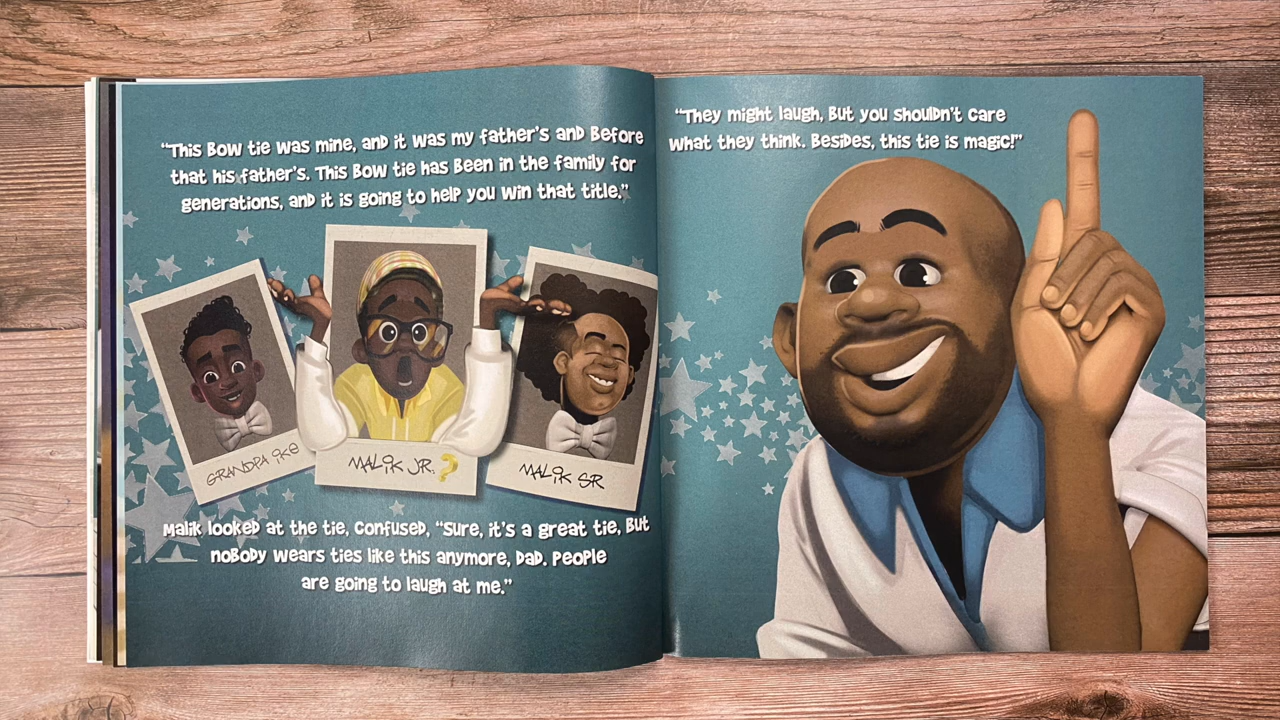 “This Bow tie was mine, and it was my father's and Before
that his father's. This Bow tie has Been in the family for
generations, and it is going to help you win that title.”
GRANDPA IKE
MALIK JR. ?
MALIK SR
Malik looked at the tie, confused, “Sure, it's a great tie, But
noBody wears ties like this anymore, Dad. People
are going to laugh at me.”
“They might laugh, But you shouldn't care
what they think. Besides, this tie is magic!”